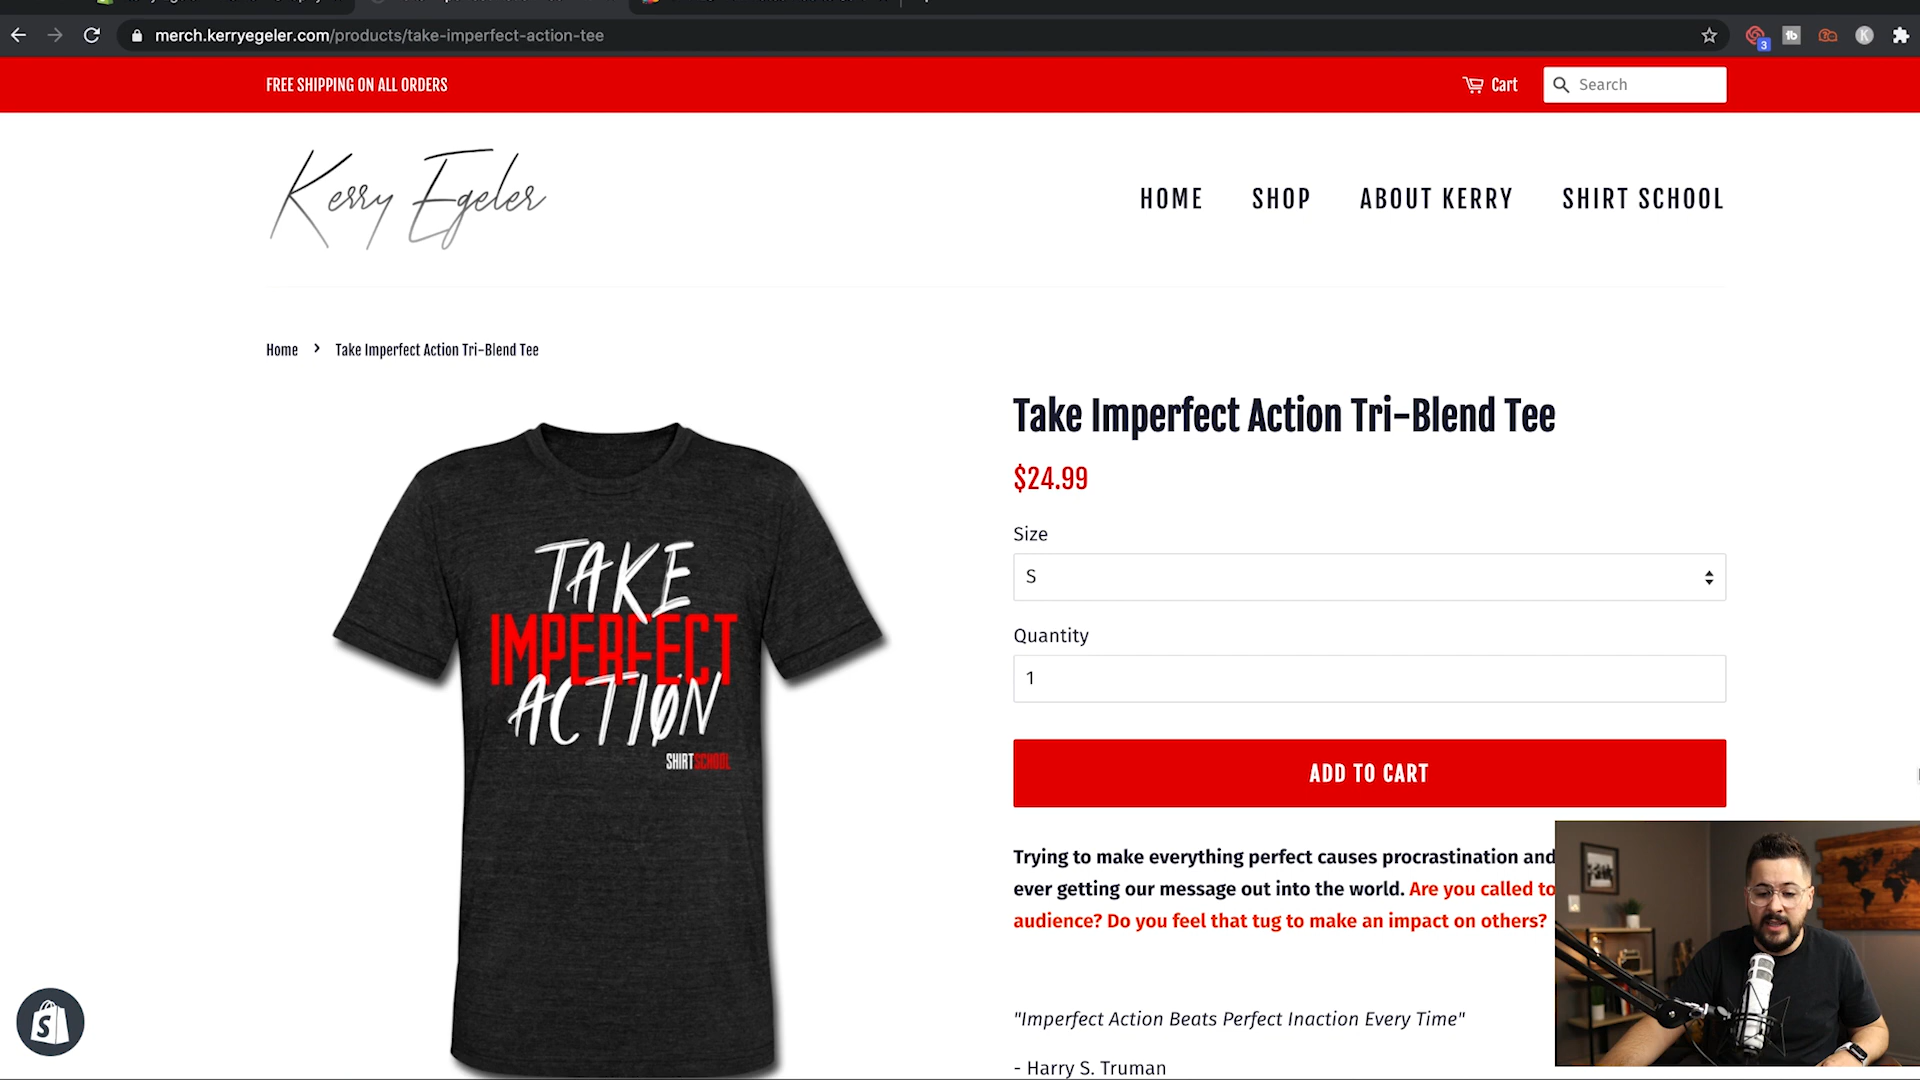 merch.kerryegeler.com/products/take-imperfect-action-tee
3
tb
K
FREE SHIPPING ON ALL ORDERS
Cart
Search
Kerry Egeler
HOME
SHOP
ABOUT KERRY
SHIRT SCHOOL
Home › Take Imperfect Action Tri-Blend Tee
Take Imperfect Action Tri-Blend Tee
$24.99
Size
S
Quantity
1
ADD TO CART
Trying to make everything perfect causes procrastination and
ever getting our message out into the world. Are you called to
audience? Do you feel that tug to make an impact on others?
"Imperfect Action Beats Perfect Inaction Every Time"
- Harry S. Truman
TAKE
IMPERFECT
ACTION
SHIRTSCHOOL
S